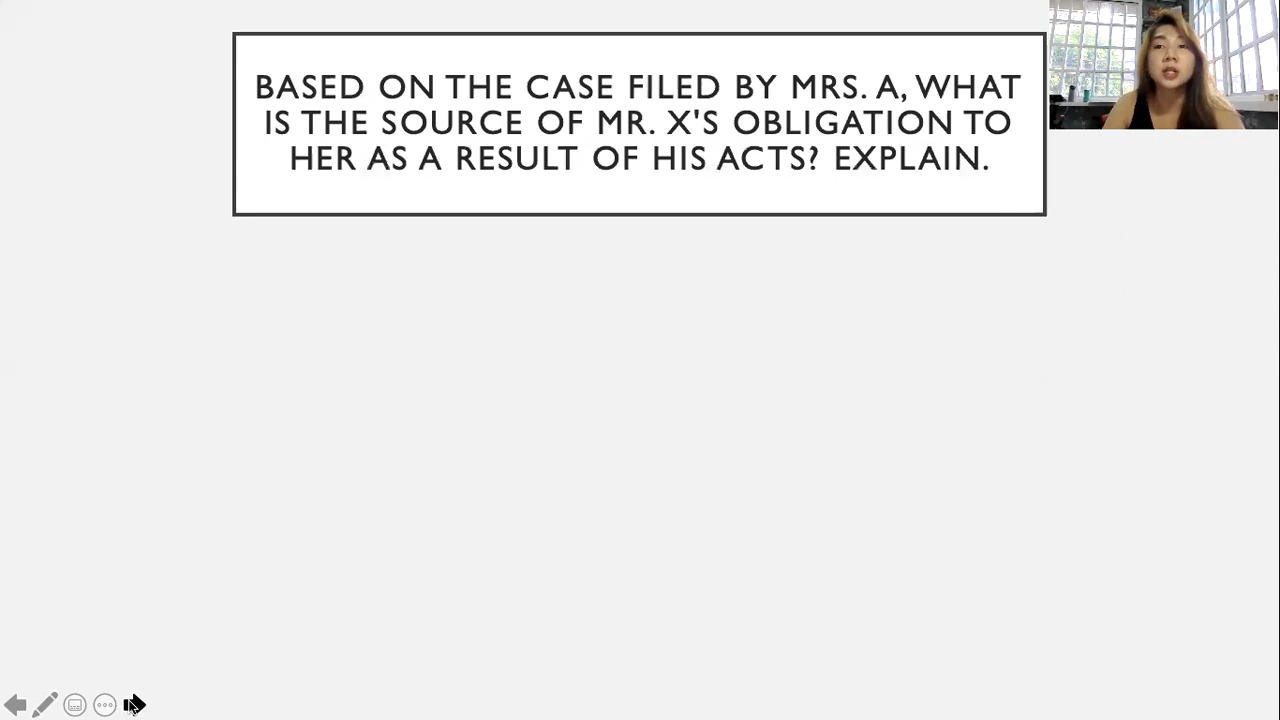 BASED ON THE CASE FILED BY MRS. A, WHAT
IS THE SOURCE OF MR. X'S OBLIGATION TO
HER AS A RESULT OF HIS ACTS? EXPLAIN.